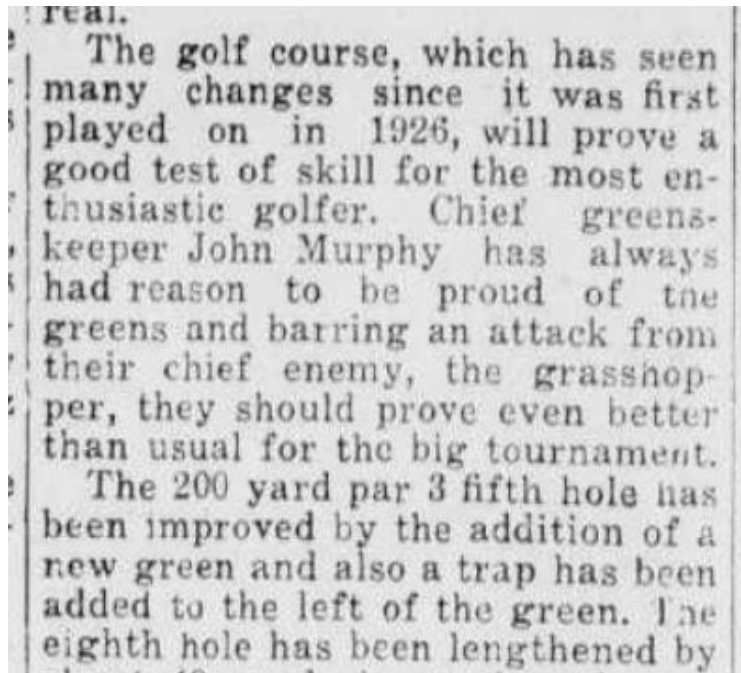 real.
The golf course, which has seen
many changes since it was first
played on in 1926, will prove a
good test of skill for the most en-
thusiastic golfer. Chief greens-
keeper John Murphy has always
had reason to be proud of the
greens and barring an attack from
their chief enemy, the grasshop-
per, they should prove even better
than usual for the big tournament.
The 200 yard par 3 fifth hole has
been improved by the addition of a
new green and also a trap has been
added to the left of the green. The
eighth hole has been lengthened by